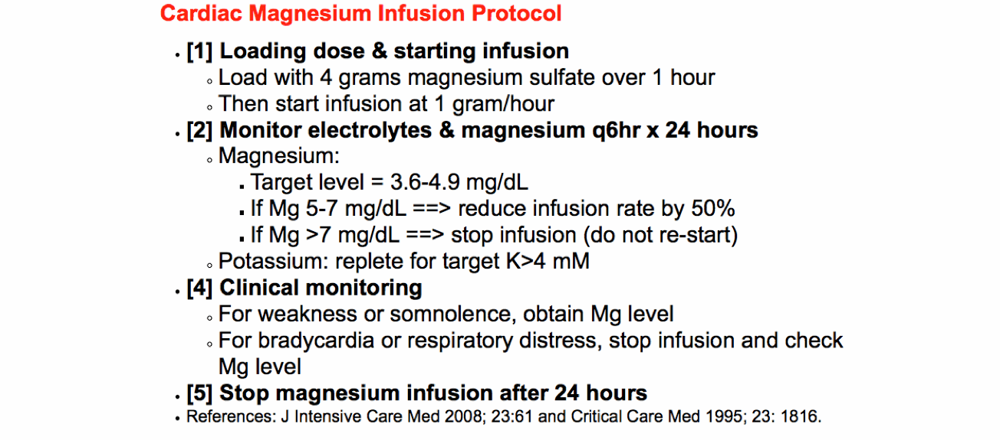 Cardiac Magnesium Infusion Protocol
• [1] Loading dose & starting infusion
◦ Load with 4 grams magnesium sulfate over 1 hour
◦ Then start infusion at 1 gram/hour
• [2] Monitor electrolytes & magnesium q6hr x 24 hours
◦ Magnesium:
▪ Target level = 3.6-4.9 mg/dL
▪ If Mg 5-7 mg/dL ==> reduce infusion rate by 50%
▪ If Mg >7 mg/dL ==> stop infusion (do not re-start)
◦ Potassium: replete for target K>4 mM
• [4] Clinical monitoring
◦ For weakness or somnolence, obtain Mg level
◦ For bradycardia or respiratory distress, stop infusion and check
Mg level
• [5] Stop magnesium infusion after 24 hours
• References: J Intensive Care Med 2008; 23:61 and Critical Care Med 1995; 23: 1816.